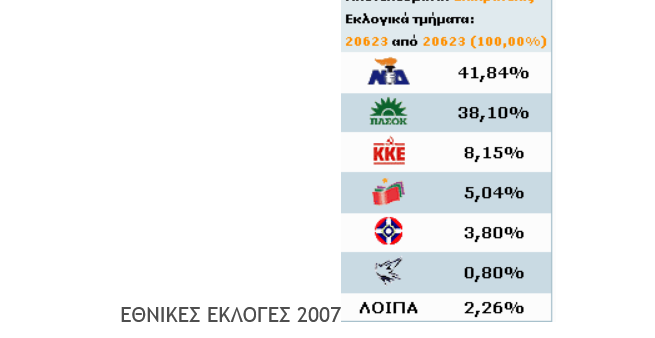 Εκλογικά τμήματα:
20623 από 20623 (100,00%)
ΝΔ 41,84%
ΠΑΣΟΚ 38,10%
ΚΚΕ 8,15%
5,04%
3,80%
0,80%
ΛΟΙΠΑ 2,26%
ΕΘΝΙΚΕΣ ΕΚΛΟΓΕΣ 2007